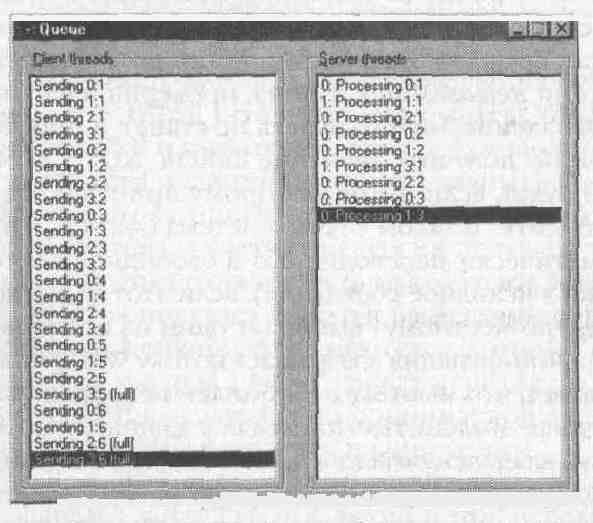 Queue
Client threads
Sending 0:1
Sending 1:1
Sending 2:1
Sending 3:1
Sending 0:2
Sending 1:2
Sending 2:2
Sending 3:2
Sending 0:3
Sending 1:3
Sending 2:3
Sending 3:3
Sending 0:4
Sending 1:4
Sending 2:4
Sending 3:4
Sending 0:5
Sending 1:5
Sending 2:5
Sending 3:5 (full)
Sending 0:6
Sending 1:6
Sending 2:6 (full)
Sending 3:6 (full)
Server threads
0: Processing 0:1
1: Processing 1:1
0: Processing 2:1
0: Processing 0:2
0: Processing 1:2
1: Processing 3:1
0: Processing 2:2
0: Processing 0:3
0: Processing 1:3